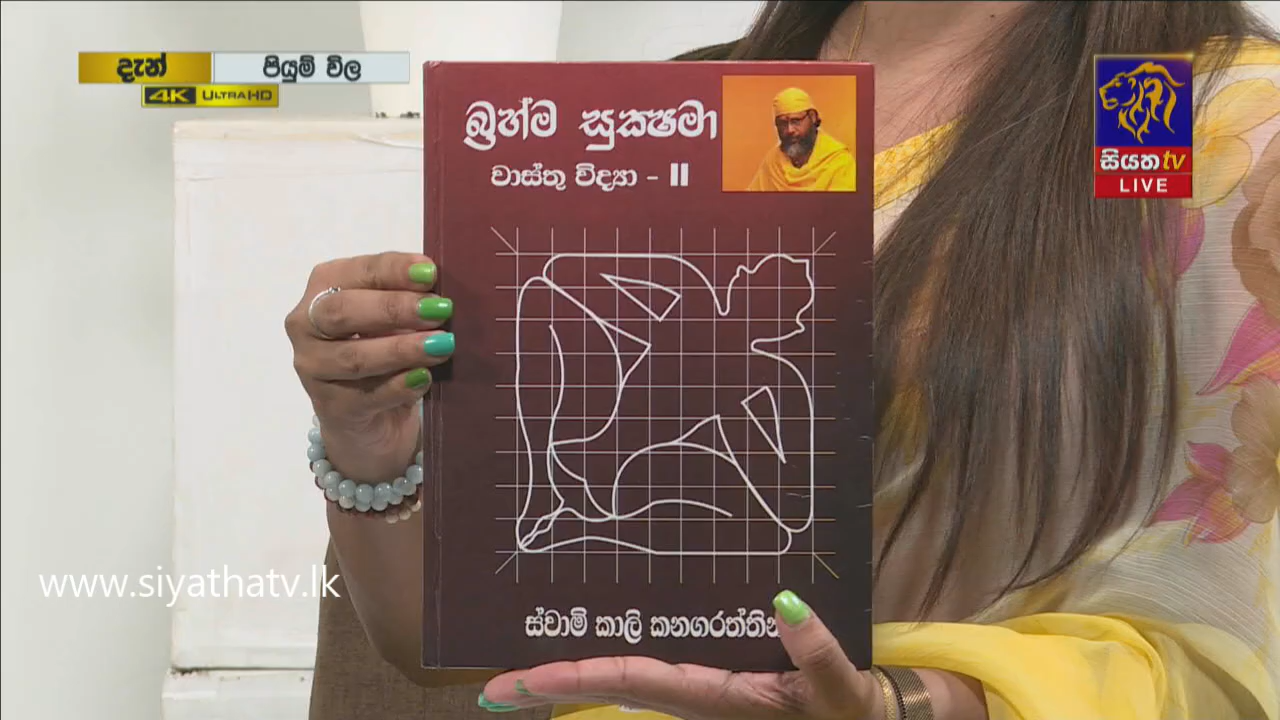 දැන් පියුම් විල
4K ULTRA HD
බ්‍රහ්ම සුක්‍ෂමා
වාස්තු විද්‍යා - II
සියත tv
LIVE
www.siyathatv.lk
ස්වාමි කාලි